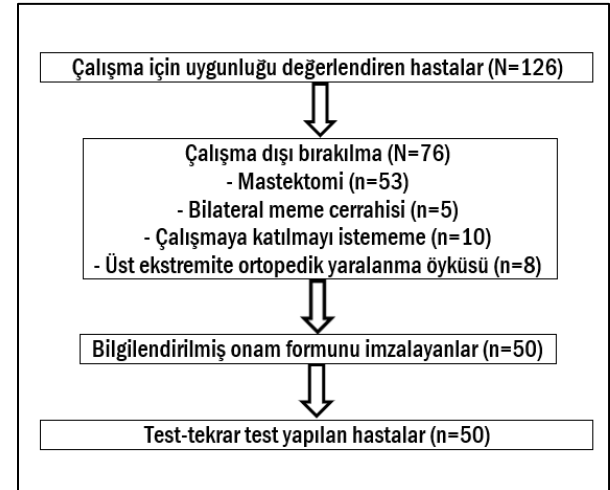 Çalışma için uygunluğu değerlendiren hastalar (N=126)
Çalışma dışı bırakılma (N=76)
- Mastektomi (n=53)
- Bilateral meme cerrahisi (n=5)
- Çalışmaya katılmayı istememe (n=10)
- Üst ekstremite ortopedik yaralanma öyküsü (n=8)
Bilgilendirilmiş onam formunu imzalayanlar (n=50)
Test-tekrar test yapılan hastalar (n=50)